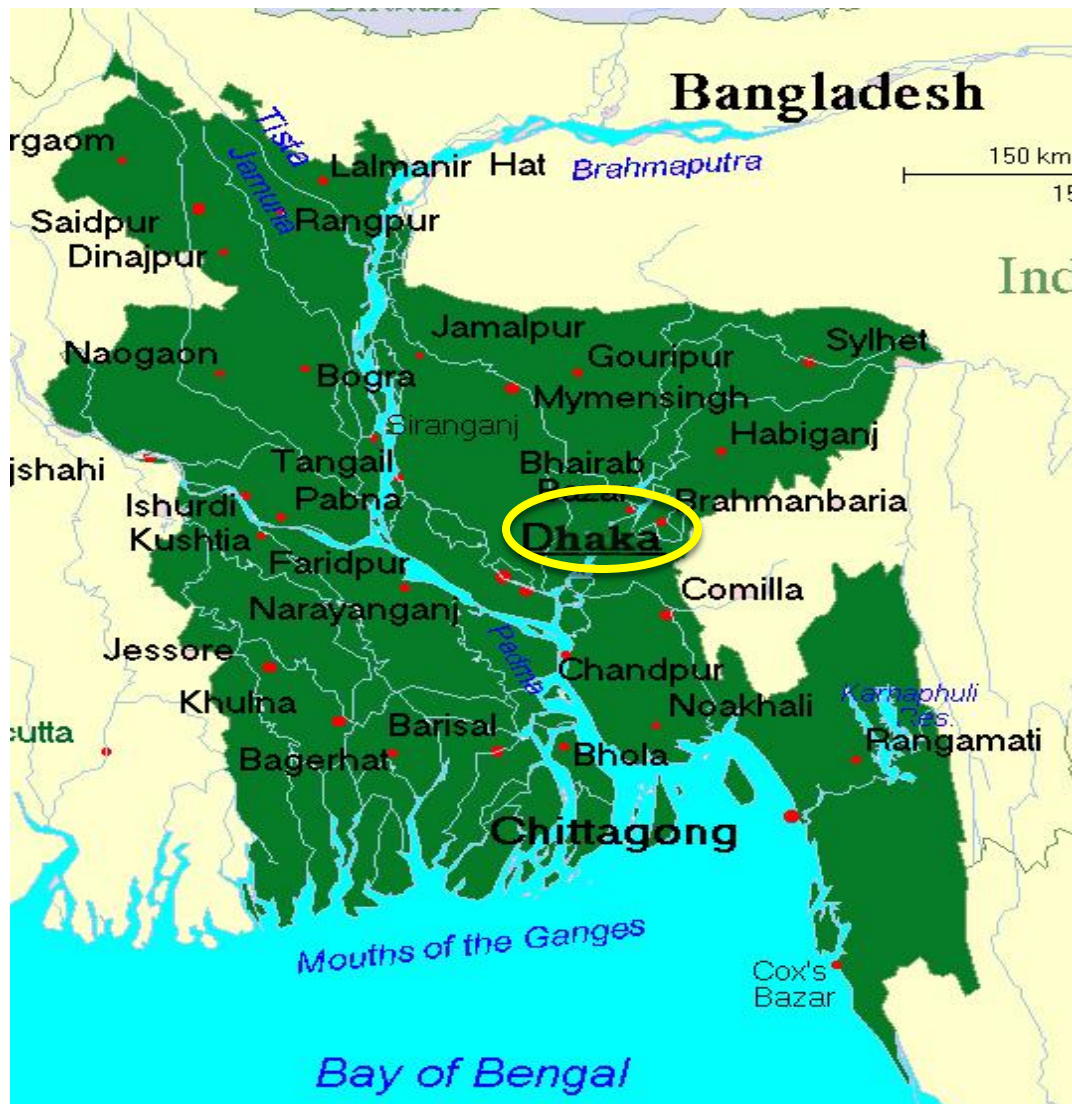 Bangladesh
Tista
rgaom
Jamuna
Lalmanir Hat
Brahmaputra
150 km
15
Saidpur
Rangpur
Dinajpur
Ind
Jamalpur
Sylhet
Naogaon
Gouripur
Bogra
Mymensingh
Siranganj
Habiganj
jshahi
Tangail
Bhairab
Bazar
Ishurdi
Pabna
Brahmanbaria
Kushtia
Dhaka
Faridpur
Comilla
Narayanganj
Jessore
Padma
Chandpur
Khulna
Noakhali
Karnaphuli
Res.
cutta
Barisal
Rangamati
Bagerhat
Bhola
Chittagong
Mouths of the Ganges
Cox's
Bazar
Bay of Bengal